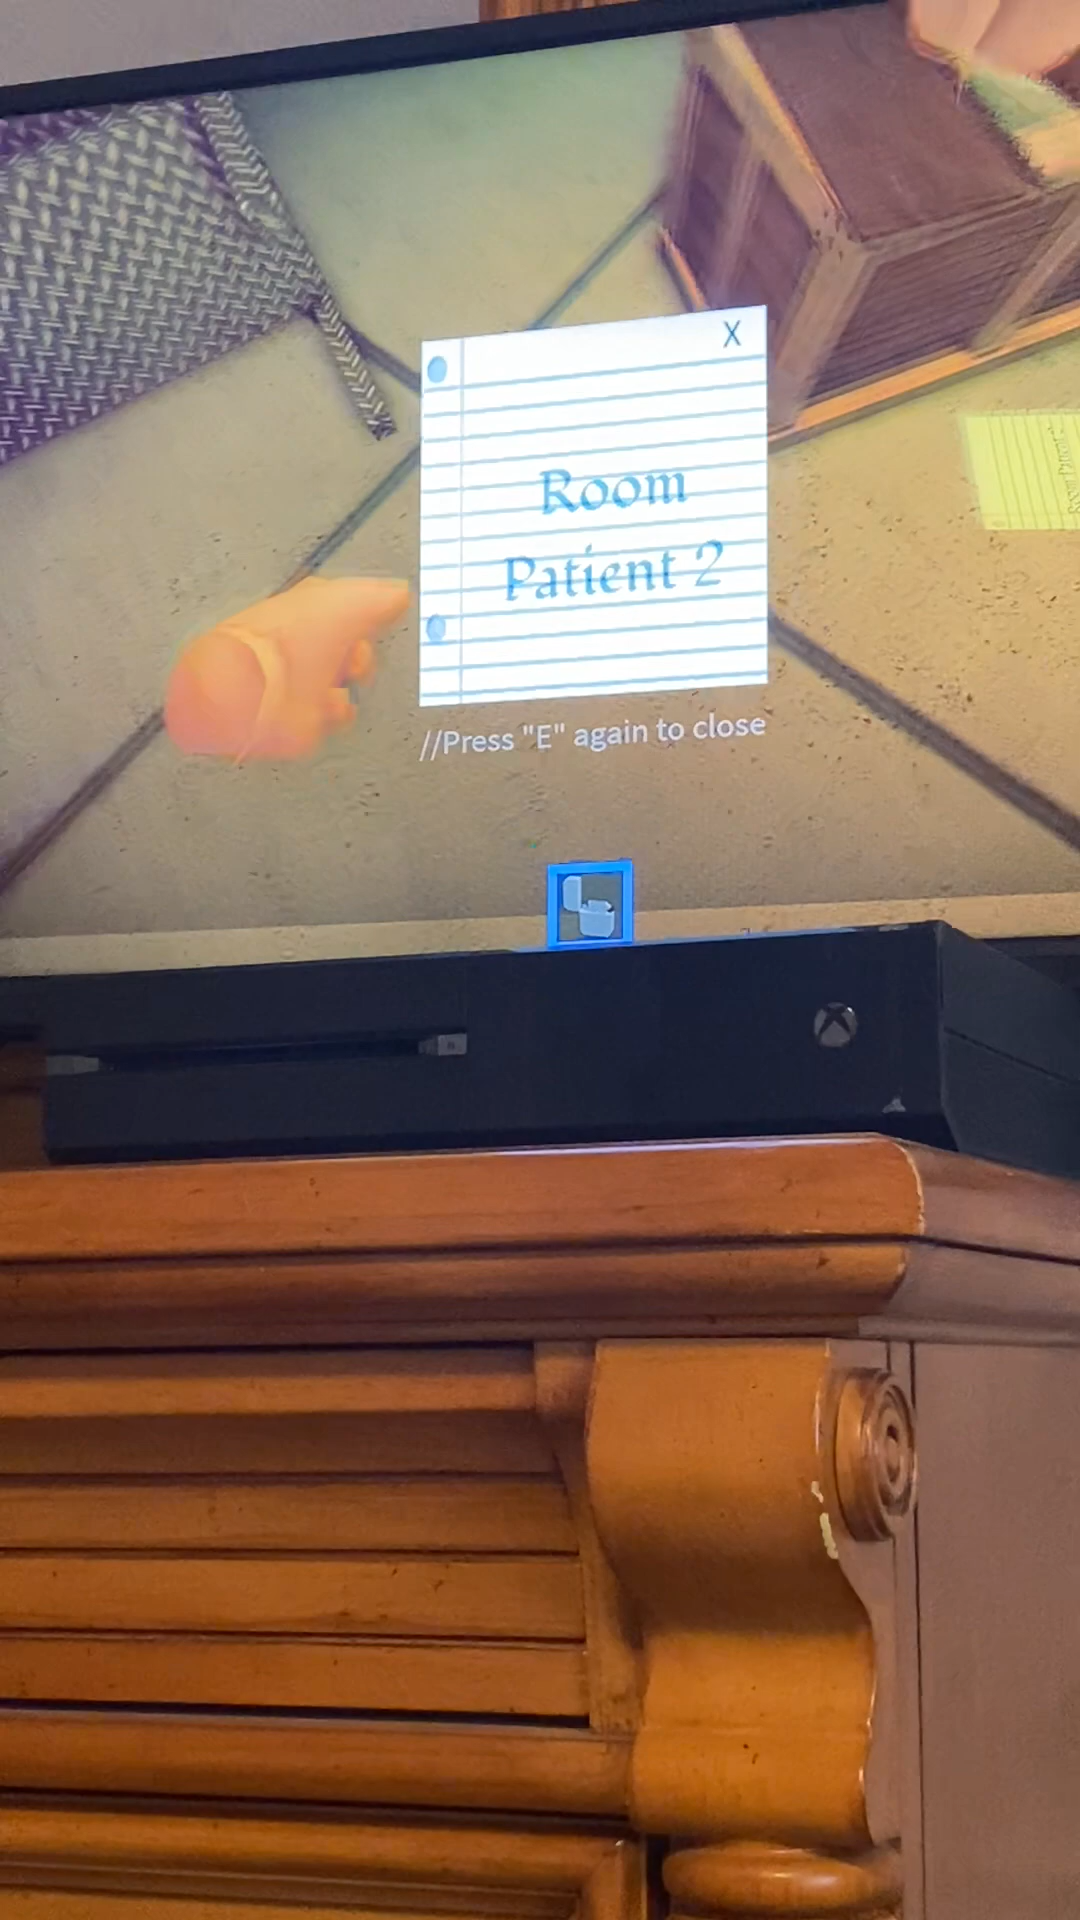 X
Room
Patient 2
//Press "E" again to close